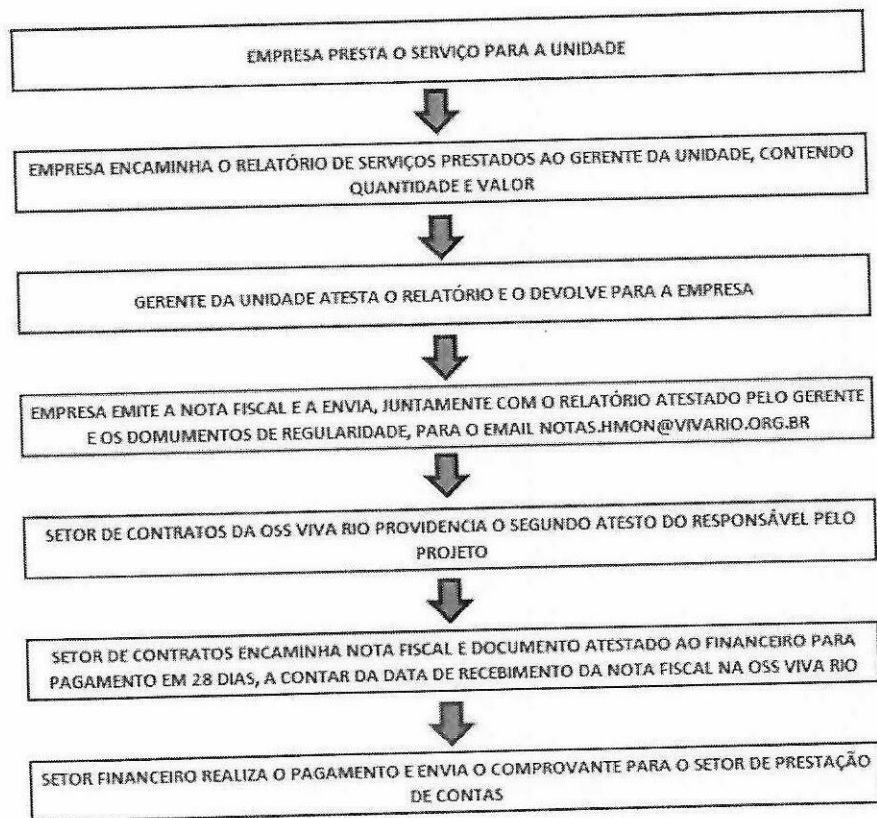 EMPRESA PRESTA O SERVIÇO PARA A UNIDADE
EMPRESA ENCAMINHA O RELATÓRIO DE SERVIÇOS PRESTADOS AO GERENTE DA UNIDADE, CONTENDO
QUANTIDADE E VALOR
GERENTE DA UNIDADE ATESTA O RELATÓRIO E O DEVOLVE PARA A EMPRESA
EMPRESA EMITE A NOTA FISCAL E A ENVIA, JUNTAMENTE COM O RELATÓRIO ATESTADO PELO GERENTE
E OS DOMUMENTOS DE REGULARIDADE, PARA O EMAIL NOTAS.HMON@VIVARIO.ORG.BR
SETOR DE CONTRATOS DA OSS VIVA RIO PROVIDENCIA O SEGUNDO ATESTO DO RESPONSÁVEL PELO
PROJETO
SETOR DE CONTRATOS ENCAMINHA NOTA FISCAL E DOCUMENTO ATESTADO AO FINANCEIRO PARA
PAGAMENTO EM 28 DIAS, A CONTAR DA DATA DE RECEBIMENTO DA NOTA FISCAL NA OSS VIVA RIO
SETOR FINANCEIRO REALIZA O PAGAMENTO E ENVIA O COMPROVANTE PARA O SETOR DE PRESTAÇÃO
DE CONTAS